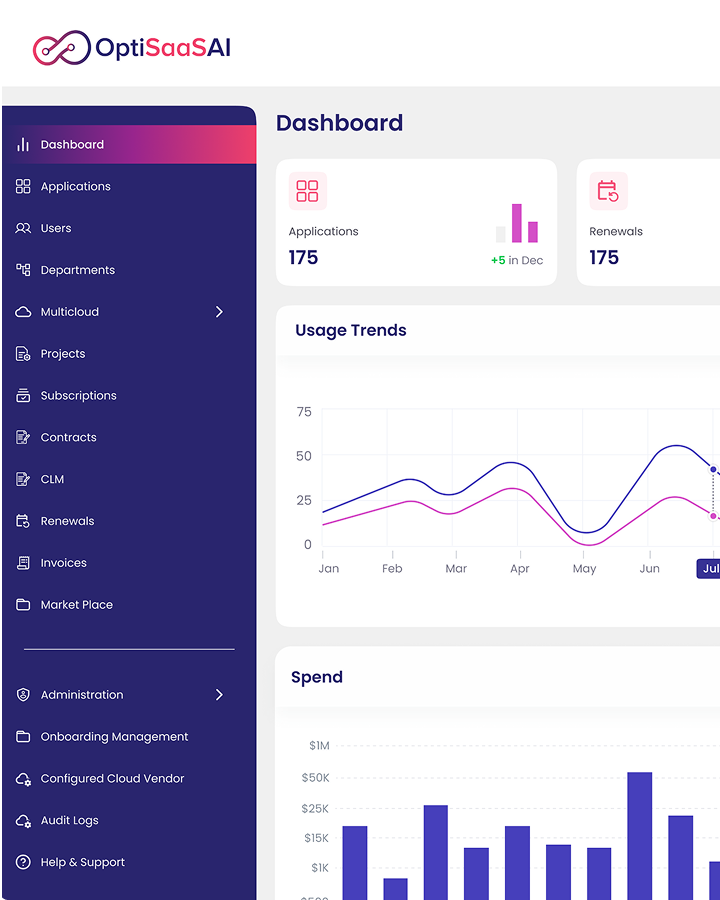 OptiSaaSAI
Dashboard
Applications
Users
Departments
Multicloud
Projects
Subscriptions
Contracts
CLM
Renewals
Invoices
Market Place
Administration
Onboarding Management
Configured Cloud Vendor
Audit Logs
Help & Support
Dashboard
Applications
175
+5 in Dec
Renewals
175
Usage Trends
75
50
25
0
Jan Feb Mar Apr May Jun Jul
Spend
$1M
$50K
$25K
$15K
$1K